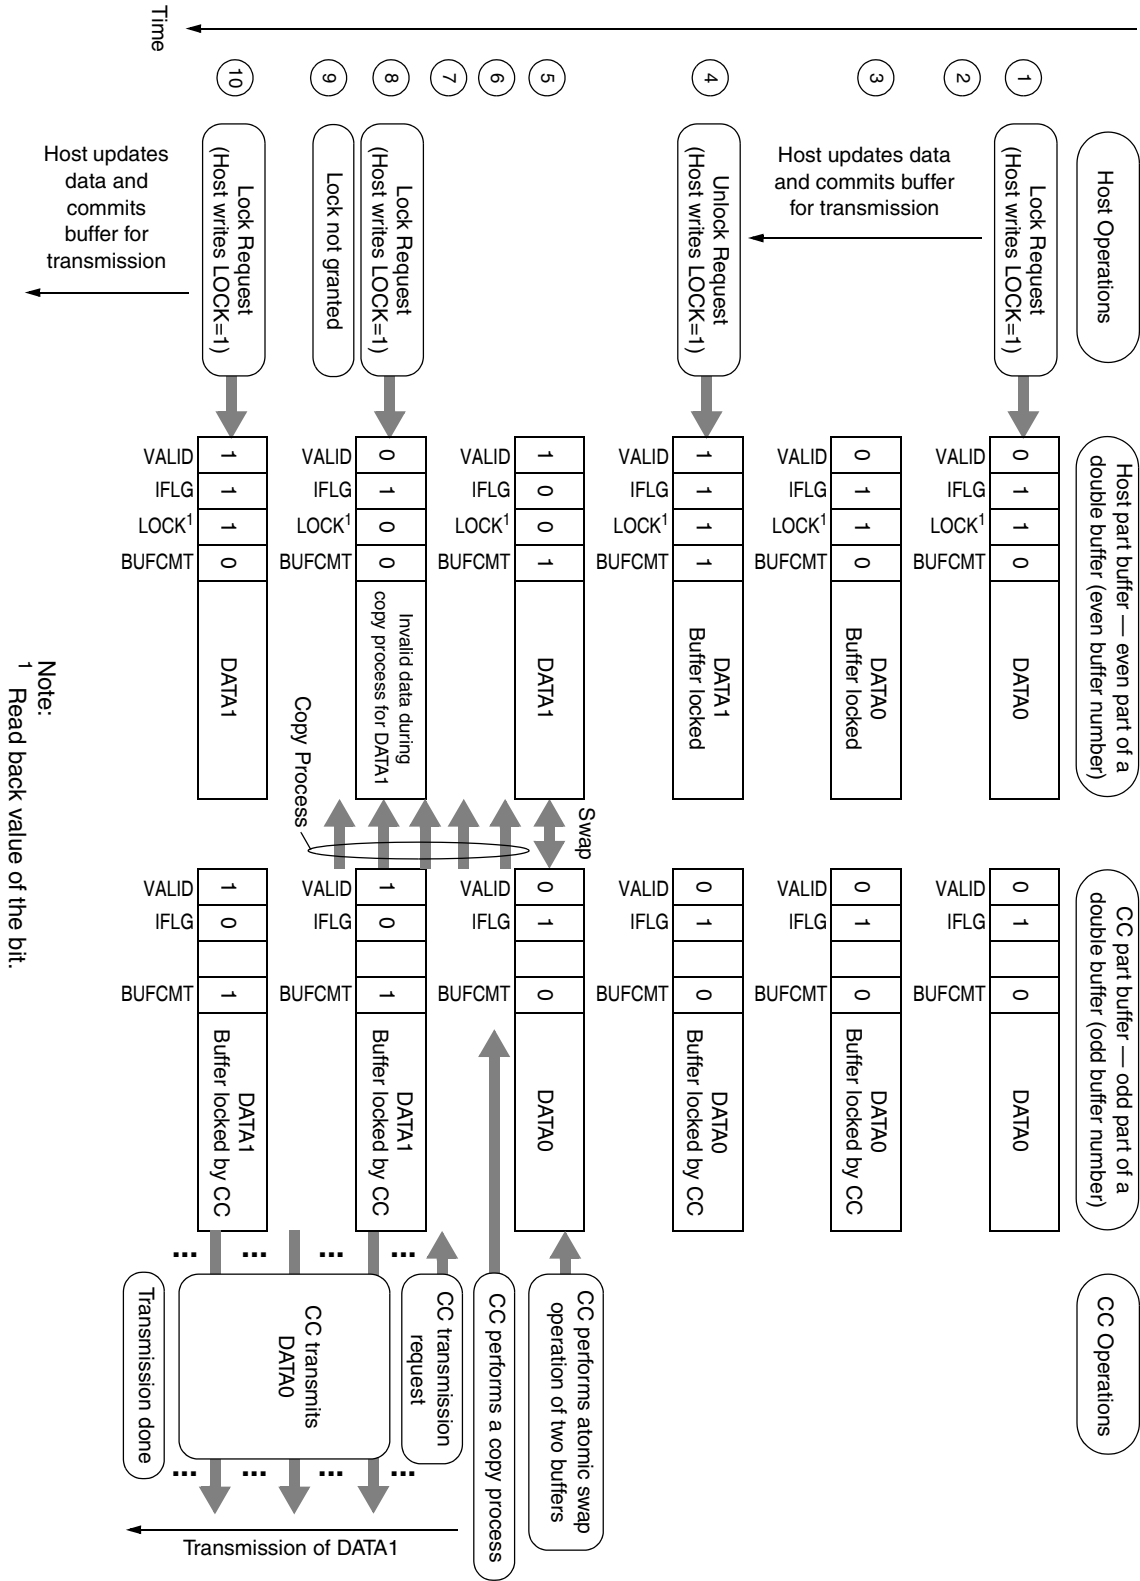 Time
1
2
3
4
5
6
7
8
9
10
Host Operations
Lock Request
(Host writes LOCK=1)
Host updates data
and commits buffer
for transmission
Unlock Request
(Host writes LOCK=1)
Lock Request
(Host writes LOCK=1)
Lock not granted
Lock Request
(Host writes LOCK=1)
Host updates
data and
commits
buffer for
transmission
Host part buffer — even part of a
double buffer (even buffer number)
VALID 0
IFLG 1
LOCK1 1
BUFCMT 0
DATA0
VALID 0
IFLG 1
LOCK1 1
BUFCMT 0
DATA0
Buffer locked
VALID 1
IFLG 1
LOCK1 1
BUFCMT 1
DATA1
Buffer locked
VALID 1
IFLG 0
LOCK1 0
BUFCMT 1
DATA1
VALID 0
IFLG 1
LOCK1 0
BUFCMT 0
Invalid data during
copy process for DATA1
VALID 1
IFLG 1
LOCK1 1
BUFCMT 0
DATA1
Swap
Copy Process
CC part buffer — odd part of a
double buffer (odd buffer number)
VALID 0
IFLG 1
BUFCMT 0
DATA0
VALID 0
IFLG 1
BUFCMT 0
DATA0
Buffer locked by CC
VALID 0
IFLG 1
BUFCMT 0
DATA0
Buffer locked by CC
VALID 0
IFLG 1
BUFCMT 0
DATA0
VALID 1
IFLG 0
BUFCMT 1
DATA1
Buffer locked by CC
VALID 1
IFLG 0
BUFCMT 1
DATA1
Buffer locked by CC
CC Operations
CC performs atomic swap
operation of two buffers
CC performs a copy process
CC transmission
request
... ... ... ...
CC transmits
DATA0
... ... ... ...
Transmission done
Transmission of DATA1
Note:
1 Read back value of the bit.